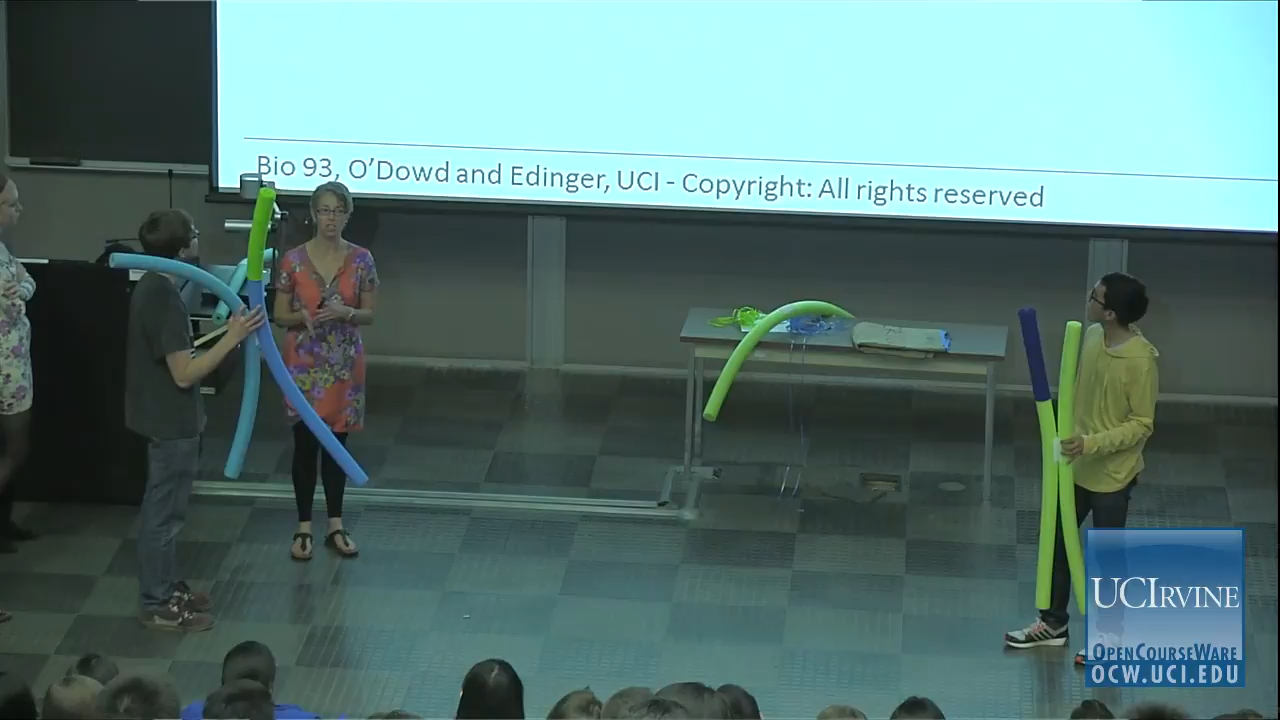 Bio 93, O'Dowd and Edinger, UCI - Copyright: All rights reserved
UCIRVINE
OPENCOURSEWARE
OCW.UCI.EDU